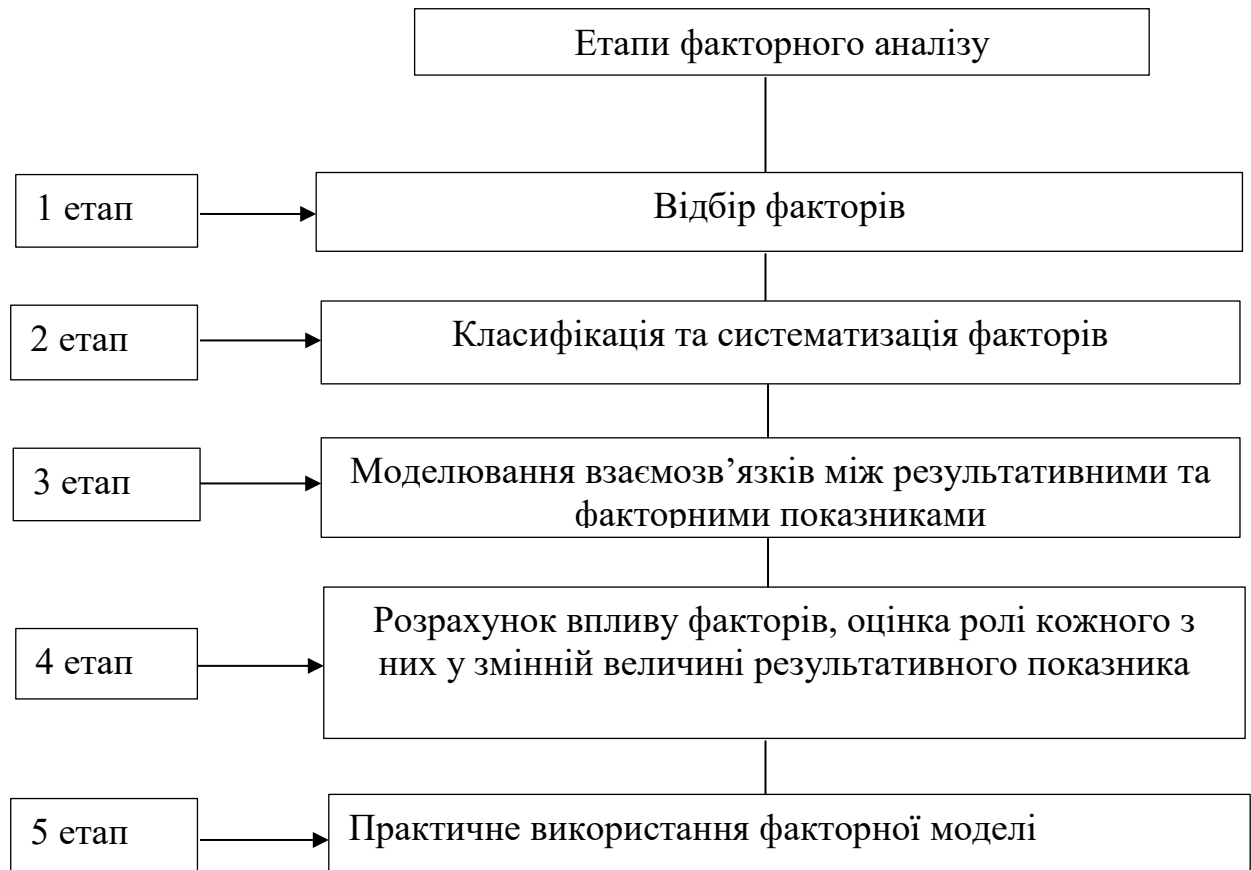 Етапи факторного аналізу
1 етап
Відбір факторів
2 етап
Класифікація та систематизація факторів
3 етап
Моделювання взаємозв’язків між результативними та
факторними показниками
4 етап
Розрахунок впливу факторів, оцінка ролі кожного з
них у змінній величині результативного показника
5 етап
Практичне використання факторної моделі